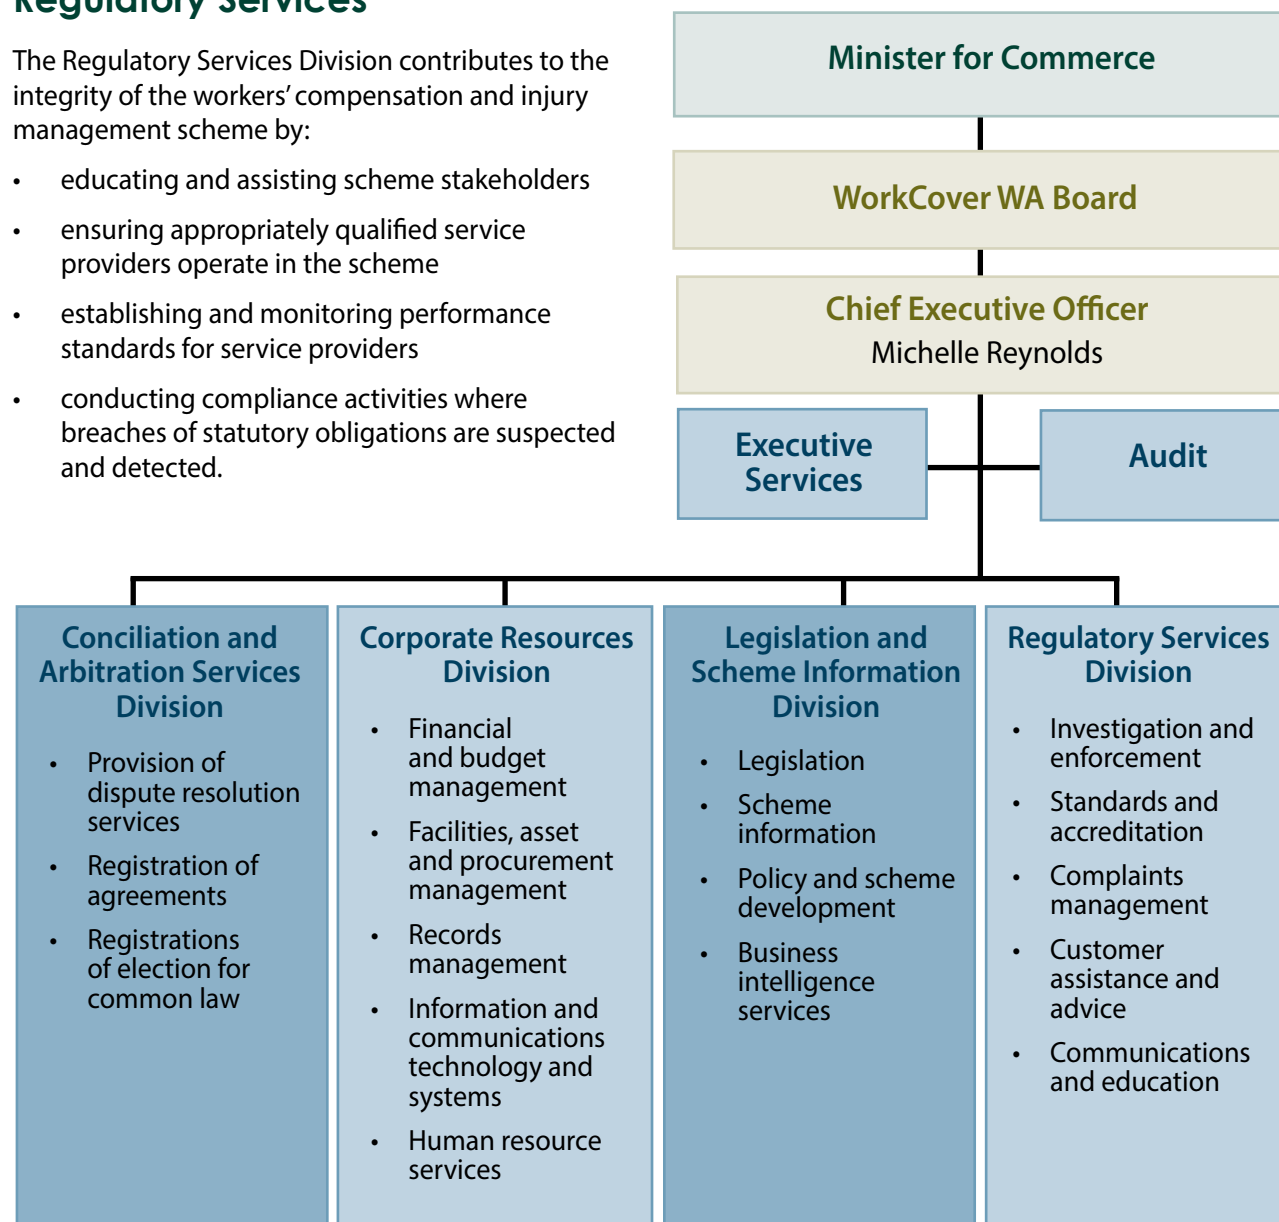 Regulatory Services
The Regulatory Services Division contributes to the
integrity of the workers’ compensation and injury
management scheme by:
• educating and assisting scheme stakeholders
• ensuring appropriately qualified service
providers operate in the scheme
• establishing and monitoring performance
standards for service providers
• conducting compliance activities where
breaches of statutory obligations are suspected
and detected.
Minister for Commerce
WorkCover WA Board
Chief Executive Officer
Michelle Reynolds
Executive
Services
Audit
Conciliation and
Arbitration Services
Division
• Provision of
dispute resolution
services
• Registration of
agreements
• Registrations
of election for
common law
Corporate Resources
Division
• Financial
and budget
management
• Facilities, asset
and procurement
management
• Records
management
• Information and
communications
technology and
systems
• Human resource
services
Legislation and
Scheme Information
Division
• Legislation
• Scheme
information
• Policy and scheme
development
• Business
intelligence
services
Regulatory Services
Division
• Investigation and
enforcement
• Standards and
accreditation
• Complaints
management
• Customer
assistance and
advice
• Communications
and education